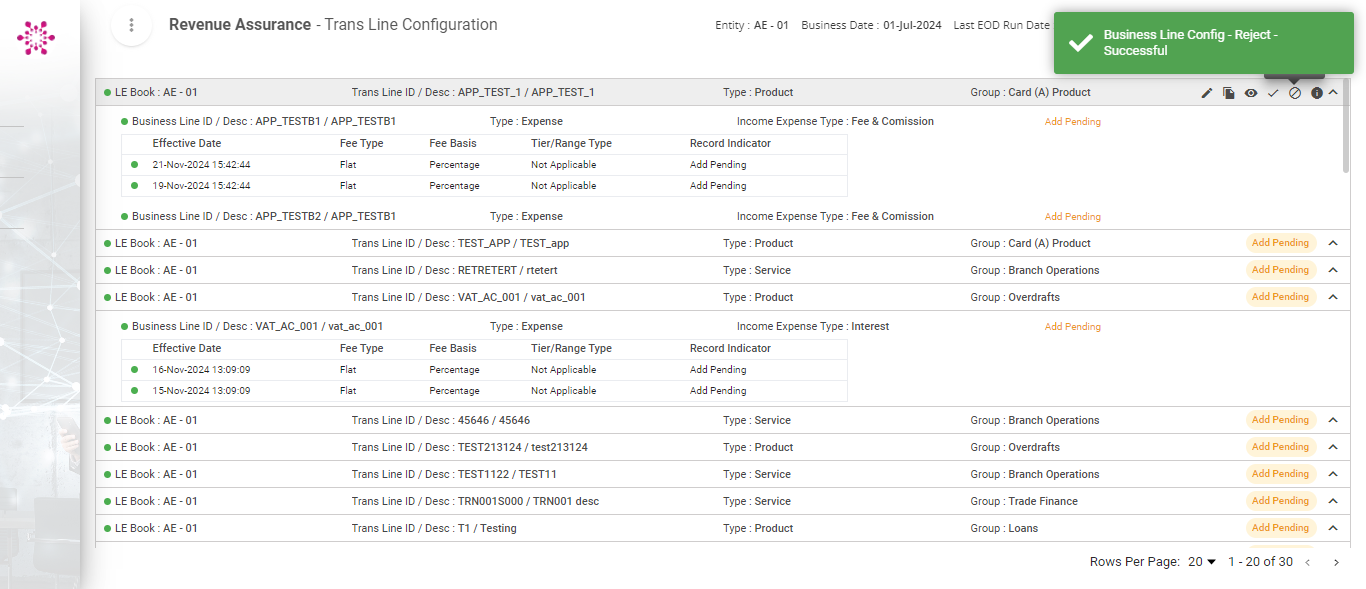 Revenue Assurance - Trans Line Configuration
Entity : AE - 01 Business Date : 01-Jul-2024 Last EOD Run Date
Business Line Config - Reject -
Successful
LE Book : AE - 01 Trans Line ID / Desc : APP_TEST_1 / APP_TEST_1 Type : Product Group : Card (A) Product
Business Line ID / Desc : APP_TESTB1 / APP_TESTB1 Type : Expense Income Expense Type : Fee & Comission Add Pending
Effective Date Fee Type Fee Basis Tier/Range Type Record Indicator
21-Nov-2024 15:42:44 Flat Percentage Not Applicable Add Pending
19-Nov-2024 15:42:44 Flat Percentage Not Applicable Add Pending
Business Line ID / Desc : APP_TESTB2 / APP_TESTB1 Type : Expense Income Expense Type : Fee & Comission Add Pending
LE Book : AE - 01 Trans Line ID / Desc : TEST_APP / TEST_app Type : Product Group : Card (A) Product Add Pending
LE Book : AE - 01 Trans Line ID / Desc : RETRETERT / rtetert Type : Service Group : Branch Operations Add Pending
LE Book : AE - 01 Trans Line ID / Desc : VAT_AC_001 / vat_ac_001 Type : Product Group : Overdrafts Add Pending
Business Line ID / Desc : VAT_AC_001 / vat_ac_001 Type : Expense Income Expense Type : Interest Add Pending
Effective Date Fee Type Fee Basis Tier/Range Type Record Indicator
16-Nov-2024 13:09:09 Flat Percentage Not Applicable Add Pending
15-Nov-2024 13:09:09 Flat Percentage Not Applicable Add Pending
LE Book : AE - 01 Trans Line ID / Desc : 45646 / 45646 Type : Service Group : Branch Operations Add Pending
LE Book : AE - 01 Trans Line ID / Desc : TEST213124 / test213124 Type : Product Group : Overdrafts Add Pending
LE Book : AE - 01 Trans Line ID / Desc : TEST1122 / TEST11 Type : Service Group : Branch Operations Add Pending
LE Book : AE - 01 Trans Line ID / Desc : TRN001S000 / TRN001 desc Type : Service Group : Trade Finance Add Pending
LE Book : AE - 01 Trans Line ID / Desc : T1 / Testing Type : Product Group : Loans Add Pending
Rows Per Page: 20 1 - 20 of 30